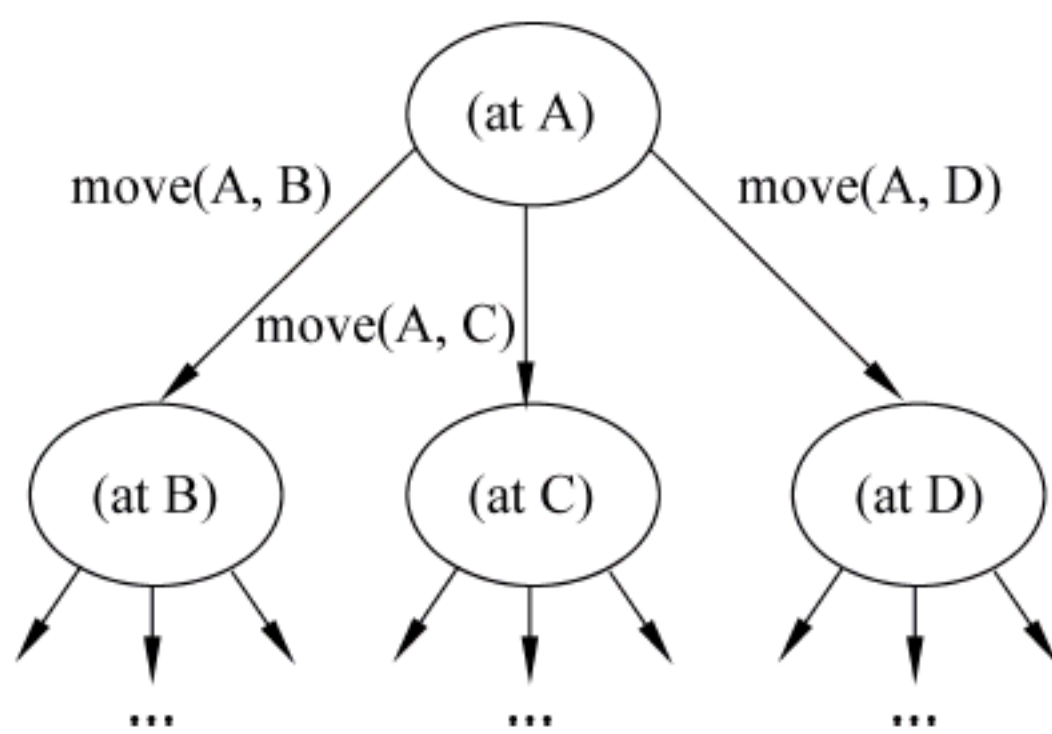 (at A)
move(A, B)
move(A, D)
move(A, C)
(at B)
(at C)
(at D)
...
...
...